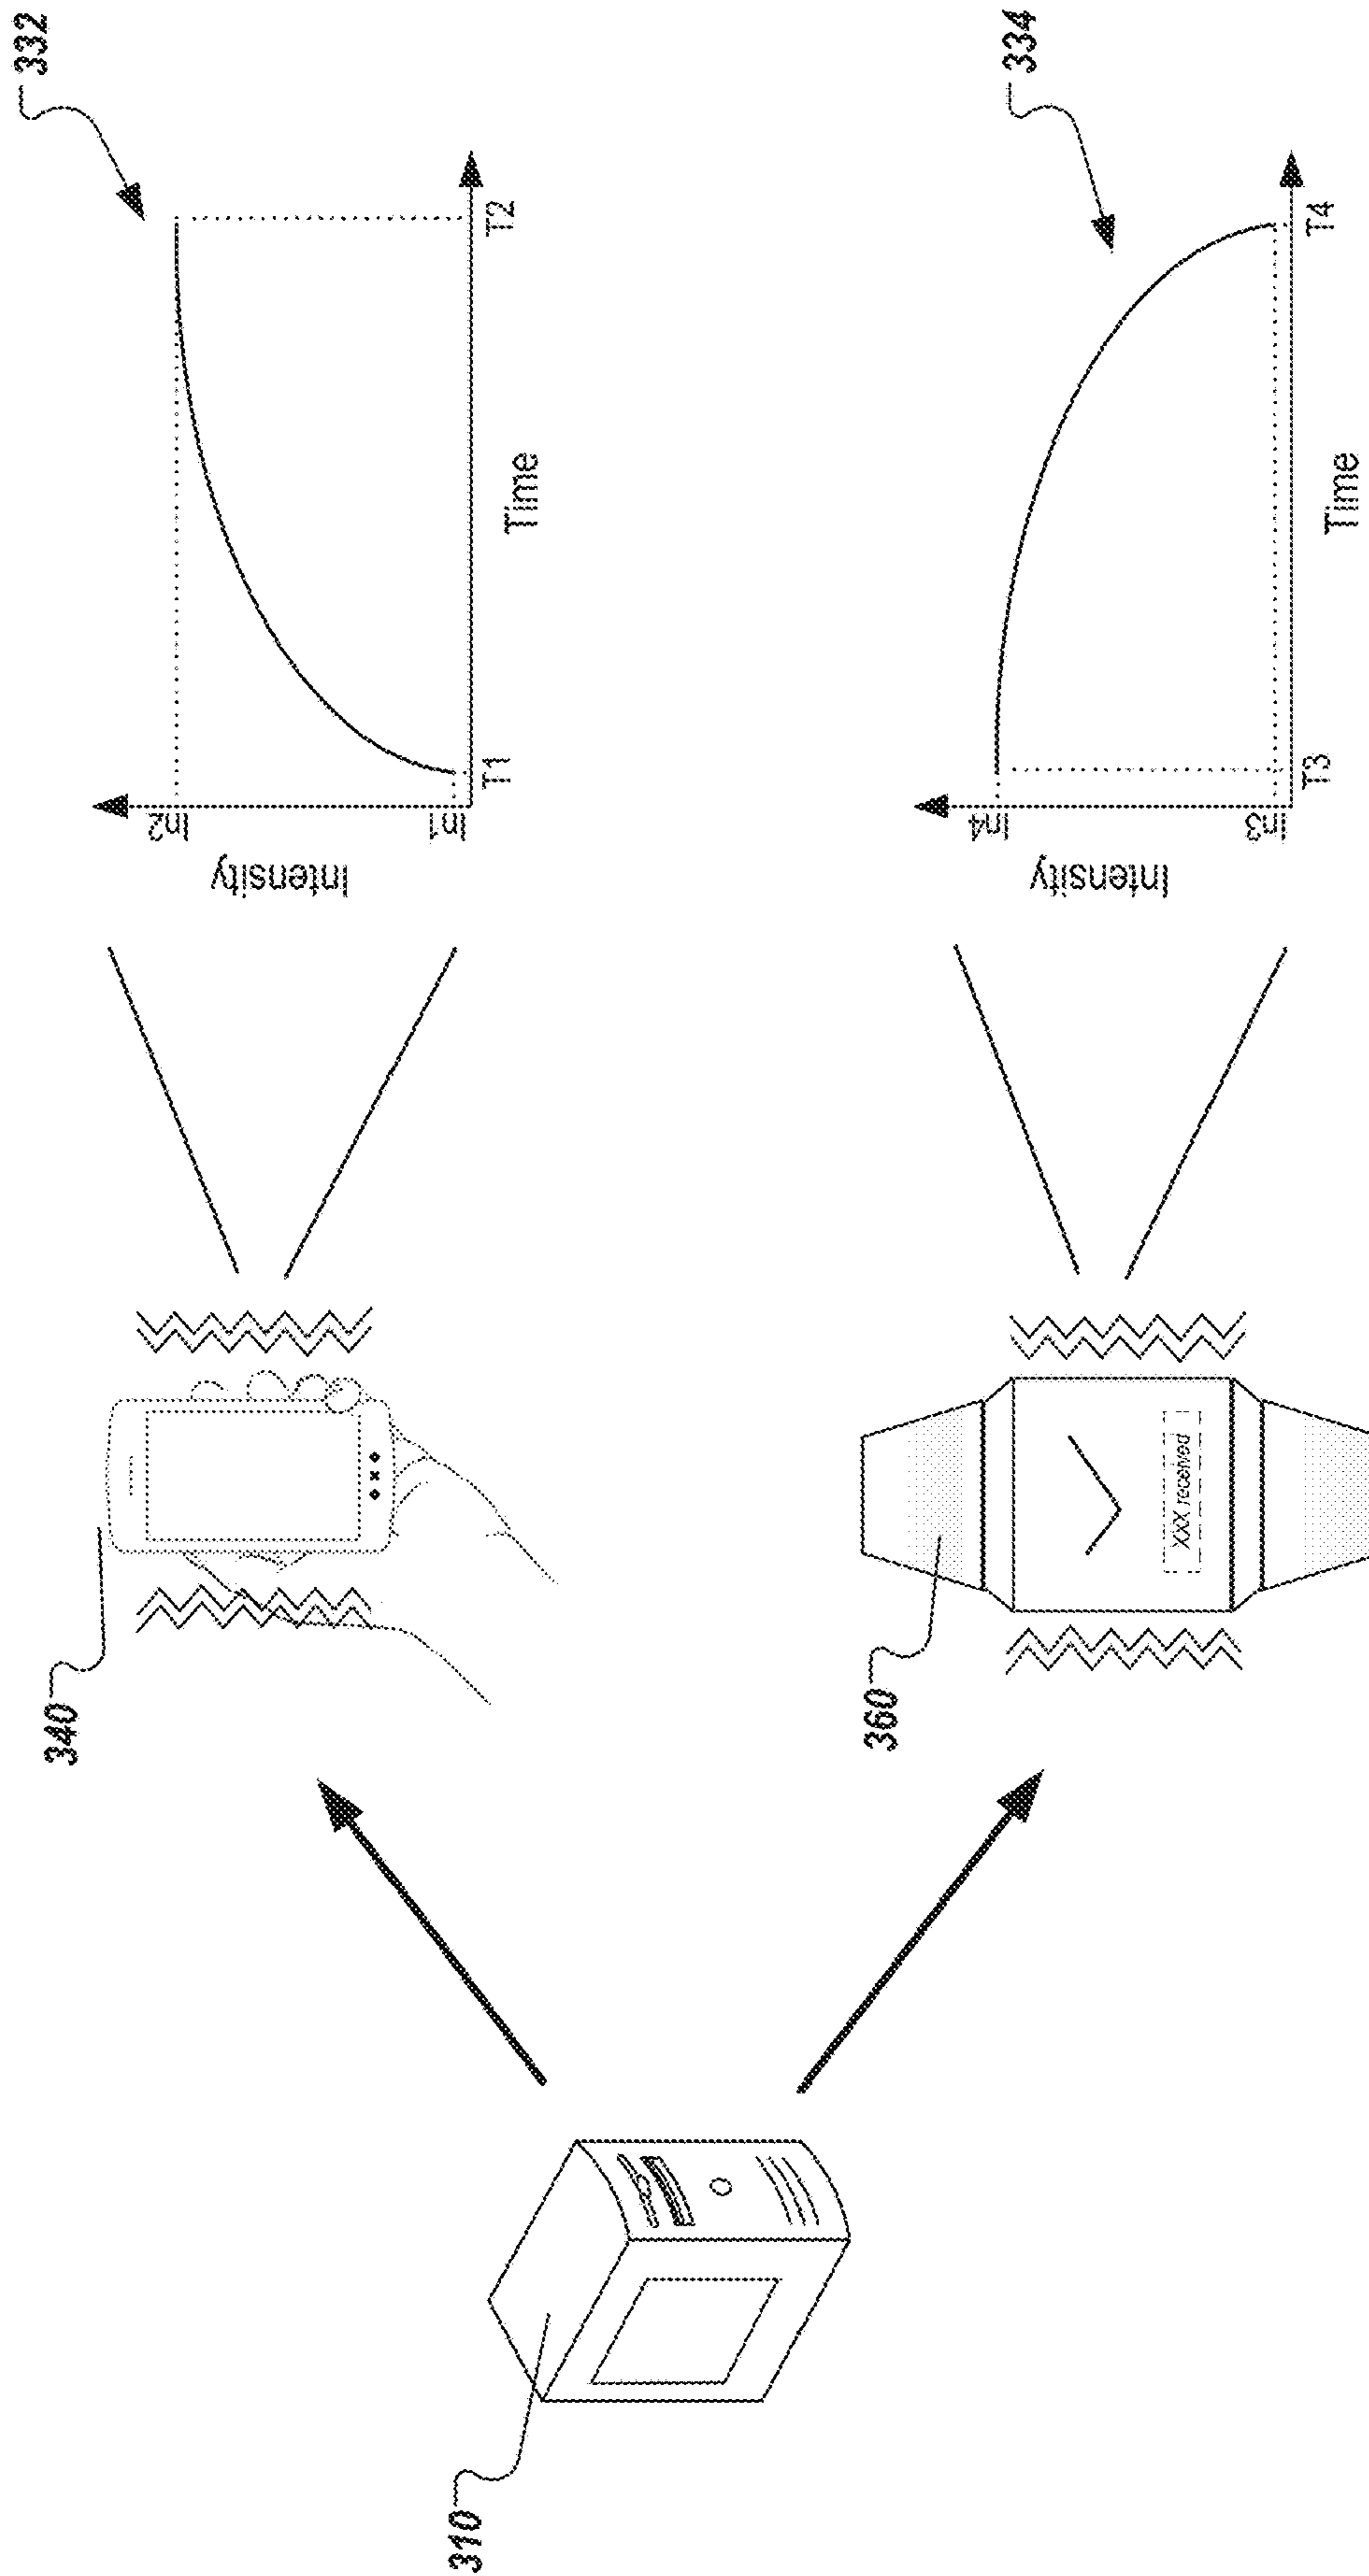 310
340
Intensity
In2
In1
T1
T2
Time
332
360
XXX received
Intensity
In4
In3
T3
T4
Time
334